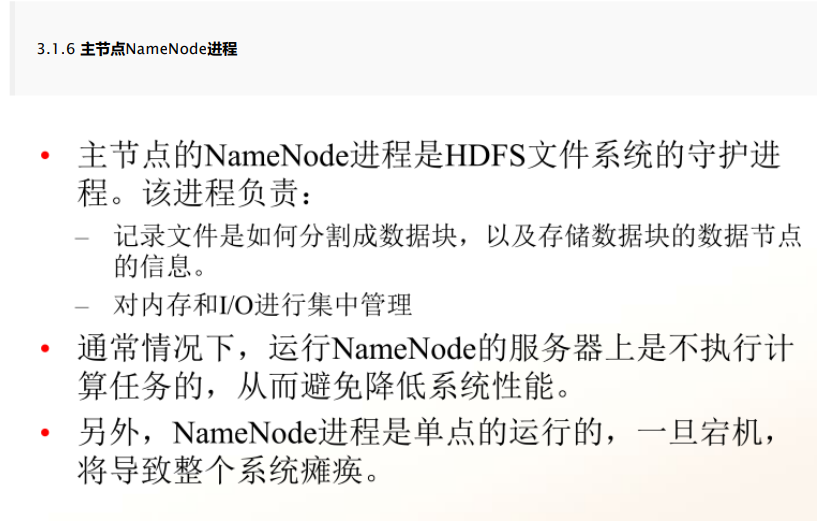 3.1.6 主节点NameNode进程
• 主节点的NameNode进程是HDFS文件系统的守护进
程。该进程负责：
– 记录文件是如何分割成数据块，以及存储数据块的数据节点
的信息。
– 对内存和I/O进行集中管理
• 通常情况下，运行NameNode的服务器上是不执行计
算任务的，从而避免降低系统性能。
• 另外，NameNode进程是单点的运行的，一旦宕机，
将导致整个系统瘫痪。